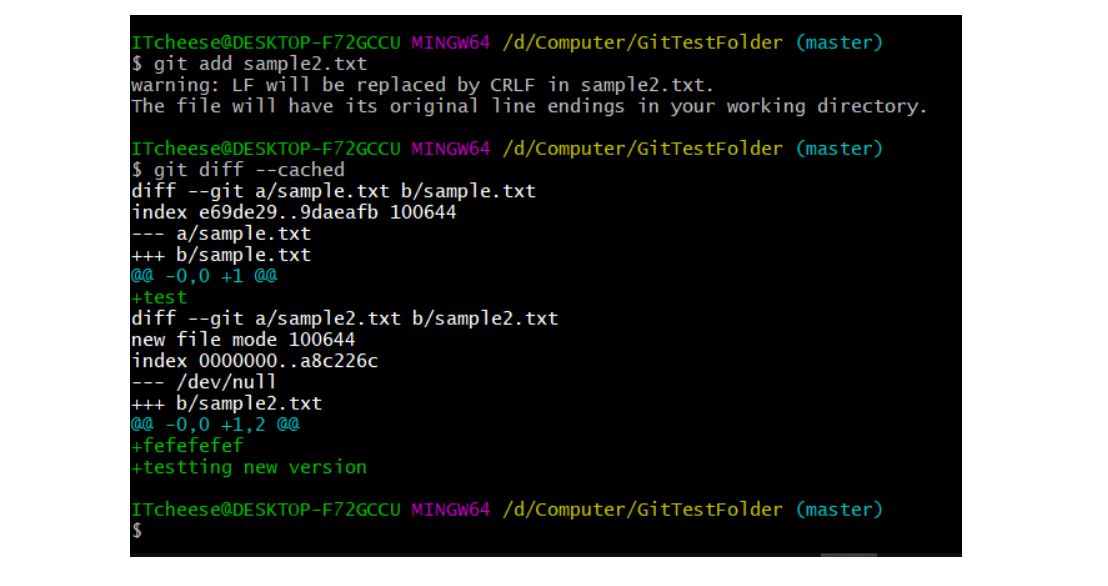 ITcheese@DESKTOP-F72GCCU MINGW64 /d/Computer/GitTestFolder (master)
$ git add sample2.txt
warning: LF will be replaced by CRLF in sample2.txt.
The file will have its original line endings in your working directory.
ITcheese@DESKTOP-F72GCCU MINGW64 /d/Computer/GitTestFolder (master)
$ git diff --cached
diff --git a/sample.txt b/sample.txt
index e69de29..9daeafb 100644
--- a/sample.txt
+++ b/sample.txt
@@ -0,0 +1 @@
+test
diff --git a/sample2.txt b/sample2.txt
new file mode 100644
index 0000000..a8c226c
--- /dev/null
+++ b/sample2.txt
@@ -0,0 +1,2 @@
+fefefefef
+testting new version
ITcheese@DESKTOP-F72GCCU MINGW64 /d/Computer/GitTestFolder (master)
$